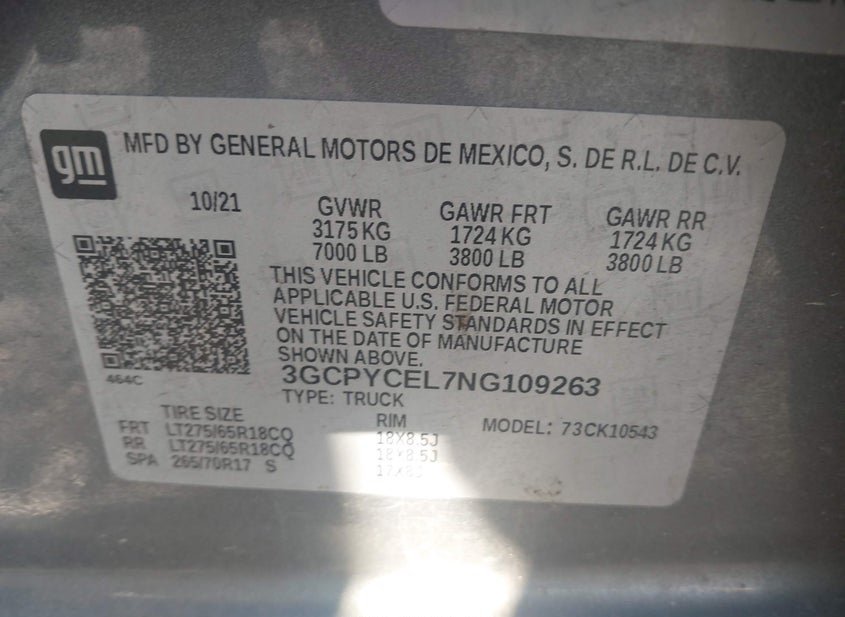 gm
MFD BY GENERAL MOTORS DE MEXICO, S. DE R.L. DE C.V.
10/21
GVWR GAWR FRT GAWR RR
3175 KG 1724 KG 1724 KG
7000 LB 3800 LB 3800 LB
THIS VEHICLE CONFORMS TO ALL
APPLICABLE U.S. FEDERAL MOTOR
VEHICLE SAFETY STANDARDS IN EFFECT
ON THE DATE OF MANUFACTURE
SHOWN ABOVE.
464C
3GCPYCEL7NG109263
TYPE: TRUCK
TIRE SIZE RIM MODEL: 73CK10543
FRT LT275/65R18CQ 18X8.5J
RR LT275/65R18CQ 18X8.5J
SPA 265/70R17 S